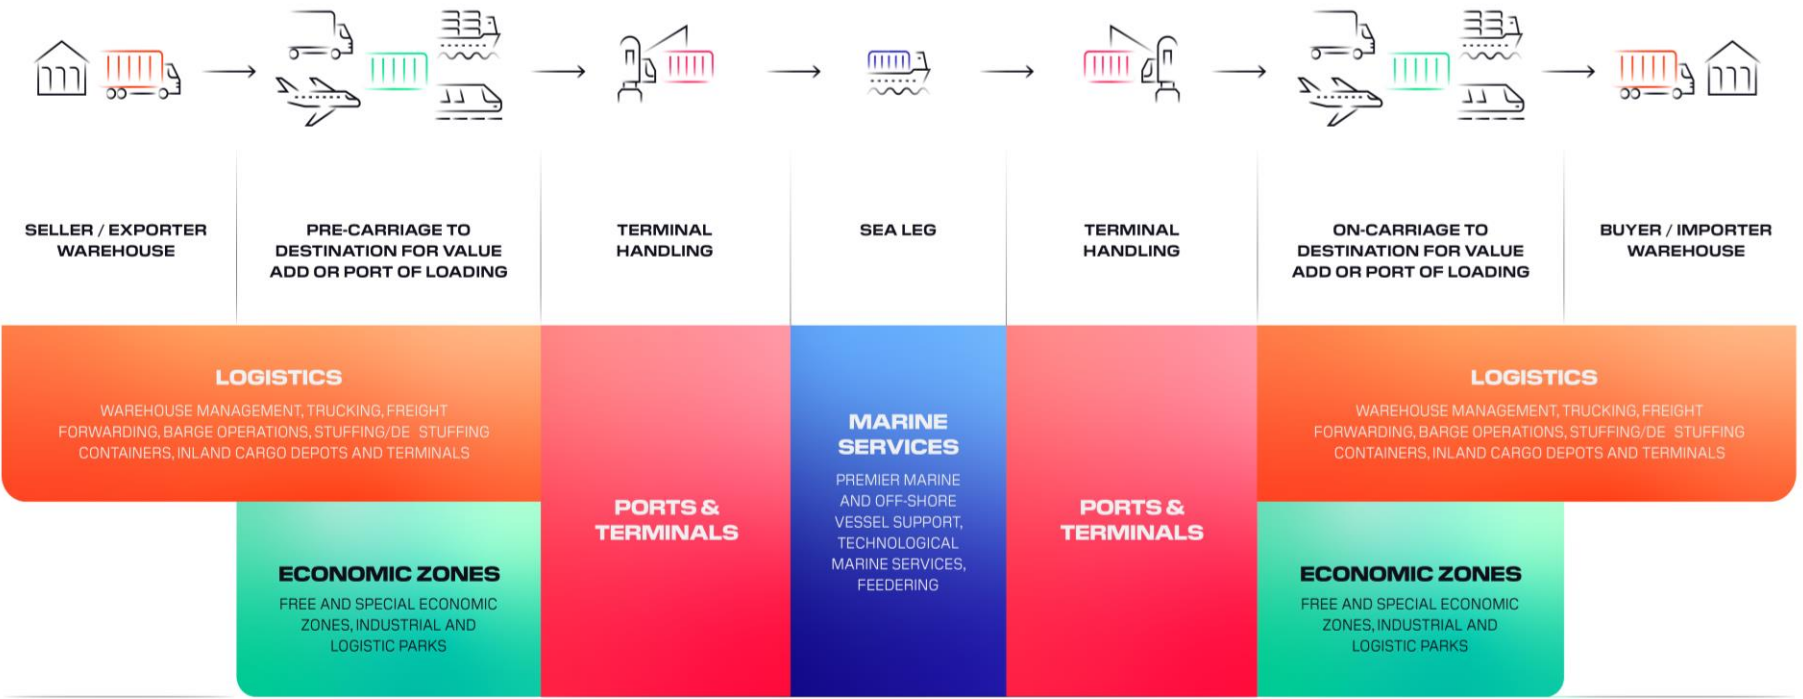 SELLER / EXPORTER
WAREHOUSE
PRE-CARRIAGE TO
DESTINATION FOR VALUE
ADD OR PORT OF LOADING
TERMINAL
HANDLING
SEA LEG
TERMINAL
HANDLING
ON-CARRIAGE TO
DESTINATION FOR VALUE
ADD OR PORT OF LOADING
BUYER / IMPORTER
WAREHOUSE
LOGISTICS
WAREHOUSE MANAGEMENT, TRUCKING, FREIGHT
FORWARDING, BARGE OPERATIONS, STUFFING/DE STUFFING
CONTAINERS, INLAND CARGO DEPOTS AND TERMINALS
ECONOMIC ZONES
FREE AND SPECIAL ECONOMIC
ZONES, INDUSTRIAL AND
LOGISTIC PARKS
PORTS &
TERMINALS
MARINE
SERVICES
PREMIER MARINE
AND OFF-SHORE
VESSEL SUPPORT,
TECHNOLOGICAL
MARINE SERVICES,
FEEDERING
PORTS &
TERMINALS
LOGISTICS
WAREHOUSE MANAGEMENT, TRUCKING, FREIGHT
FORWARDING, BARGE OPERATIONS, STUFFING/DE STUFFING
CONTAINERS, INLAND CARGO DEPOTS AND TERMINALS
ECONOMIC ZONES
FREE AND SPECIAL ECONOMIC
ZONES, INDUSTRIAL AND
LOGISTIC PARKS